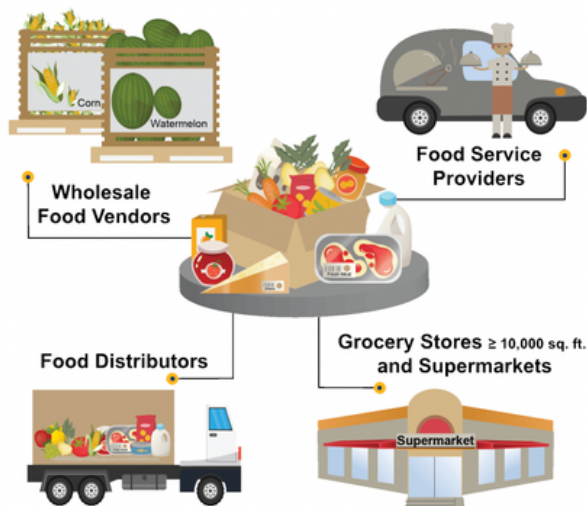 Corn
Watermelon
Wholesale
Food Vendors
Food Service
Providers
Food Distributors
Grocery Stores ≥ 10,000 sq. ft.
and Supermarkets
Supermarket